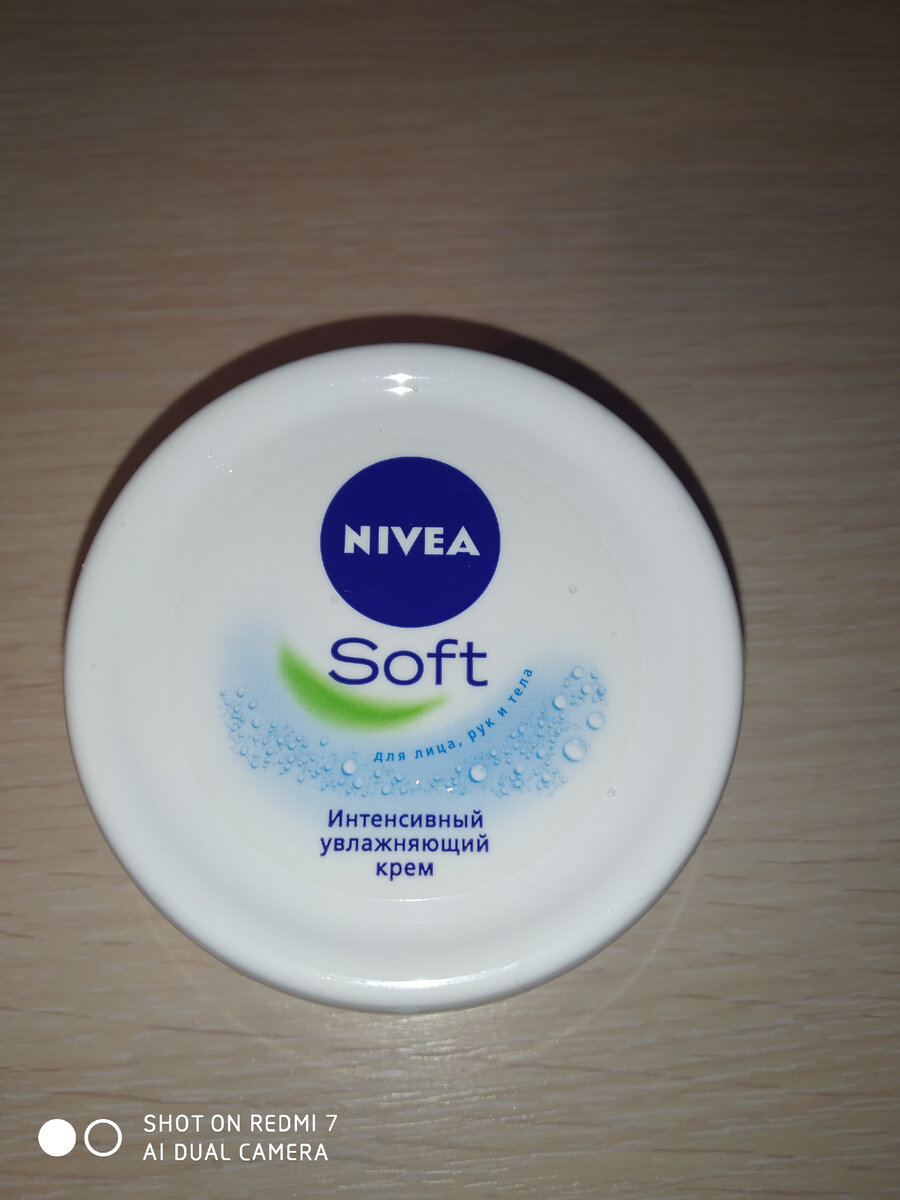 NIVEA
Soft
для лица, рук и тела
Интенсивный
увлажняющий
крем
SHOT ON REDMI 7
AI DUAL CAMERA